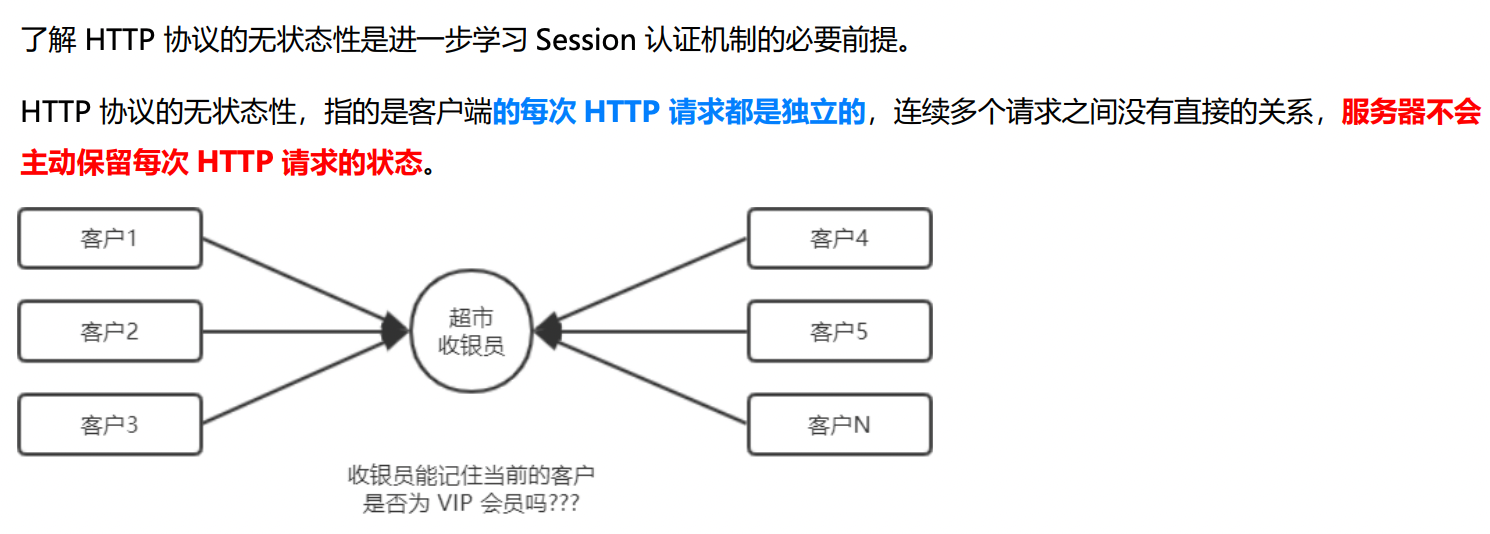 了解 HTTP 协议的无状态性是进一步学习 Session 认证机制的必要前提。
HTTP 协议的无状态性，指的是客户端的每次 HTTP 请求都是独立的，连续多个请求之间没有直接的关系，服务器不会
主动保留每次 HTTP 请求的状态。
客户1
客户2
客户3
超市
收银员
客户4
客户5
客户N
收银员能记住当前的客户
是否为 VIP 会员吗???